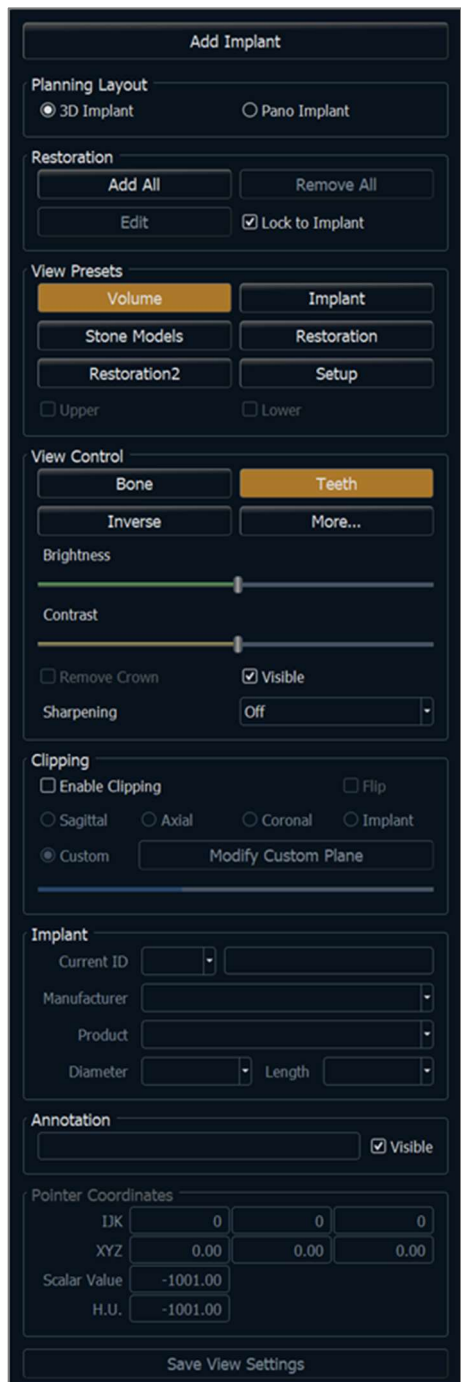 Add Implant
Planning Layout
3D Implant Pano Implant
Restoration
Add All Remove All
Edit Lock to Implant
View Presets
Volume Implant
Stone Models Restoration
Restoration2 Setup
Upper Lower
View Control
Bone Teeth
Inverse More...
Brightness
Contrast
Remove Crown Visible
Sharpening Off
Clipping
Enable Clipping Flip
Sagittal Axial Coronal Implant
Custom Modify Custom Plane
Implant
Current ID
Manufacturer
Product
Diameter Length
Annotation
Visible
Pointer Coordinates
IJK 0 0 0
XYZ 0.00 0.00 0.00
Scalar Value -1001.00
H.U. -1001.00
Save View Settings